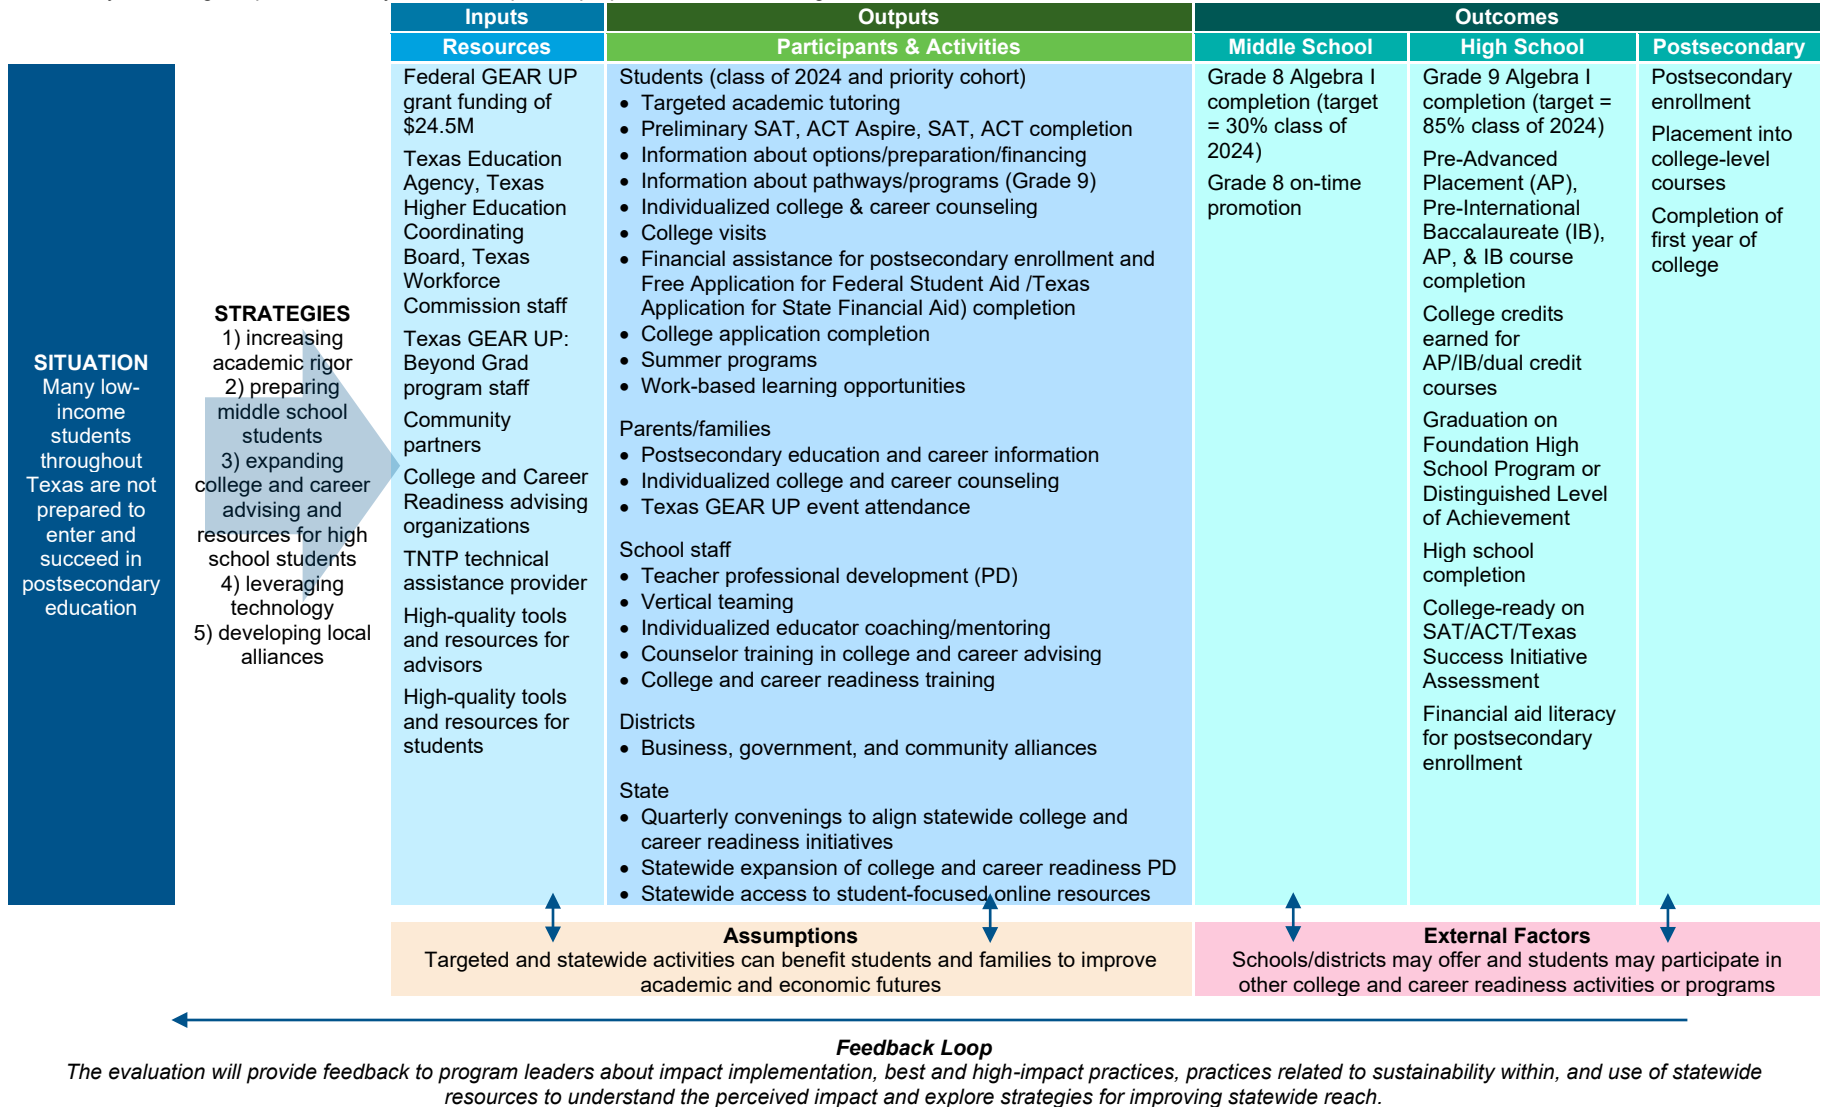 Inputs
Outputs
Outcomes
Resources
Participants & Activities
Middle School
High School
Postsecondary
SITUATION
Many low-
income
students
throughout
Texas are not
prepared to
enter and
succeed in
postsecondary
education
STRATEGIES
1) increasing
academic rigor
2) preparing
middle school
students
3) expanding
college and career
advising and
resources for high
school students
4) leveraging
technology
5) developing local
alliances
Federal GEAR UP
grant funding of
$24.5M
Texas Education
Agency, Texas
Higher Education
Coordinating
Board, Texas
Workforce
Commission staff
Texas GEAR UP:
Beyond Grad
program staff
Community
partners
College and Career
Readiness advising
organizations
TNTP technical
assistance provider
High-quality tools
and resources for
advisors
High-quality tools
and resources for
students
Students (class of 2024 and priority cohort)
• Targeted academic tutoring
• Preliminary SAT, ACT Aspire, SAT, ACT completion
• Information about options/preparation/financing
• Information about pathways/programs (Grade 9)
• Individualized college & career counseling
• College visits
• Financial assistance for postsecondary enrollment and
Free Application for Federal Student Aid /Texas
Application for State Financial Aid) completion
• College application completion
• Summer programs
• Work-based learning opportunities
Parents/families
• Postsecondary education and career information
• Individualized college and career counseling
• Texas GEAR UP event attendance
School staff
• Teacher professional development (PD)
• Vertical teaming
• Individualized educator coaching/mentoring
• Counselor training in college and career advising
• College and career readiness training
Districts
• Business, government, and community alliances
State
• Quarterly convenings to align statewide college and
career readiness initiatives
• Statewide expansion of college and career readiness PD
• Statewide access to student-focused online resources
Grade 8 Algebra I
completion (target
= 30% class of
2024)
Grade 8 on-time
promotion
Grade 9 Algebra I
completion (target =
85% class of 2024)
Pre-Advanced
Placement (AP),
Pre-International
Baccalaureate (IB),
AP, & IB course
completion
College credits
earned for
AP/IB/dual credit
courses
Graduation on
Foundation High
School Program or
Distinguished Level
of Achievement
High school
completion
College-ready on
SAT/ACT/Texas
Success Initiative
Assessment
Financial aid literacy
for postsecondary
enrollment
Postsecondary
enrollment
Placement into
college-level
courses
Completion of
first year of
college
Assumptions
Targeted and statewide activities can benefit students and families to improve
academic and economic futures
External Factors
Schools/districts may offer and students may participate in
other college and career readiness activities or programs
Feedback Loop
The evaluation will provide feedback to program leaders about impact implementation, best and high-impact practices, practices related to sustainability within, and use of statewide
resources to understand the perceived impact and explore strategies for improving statewide reach.